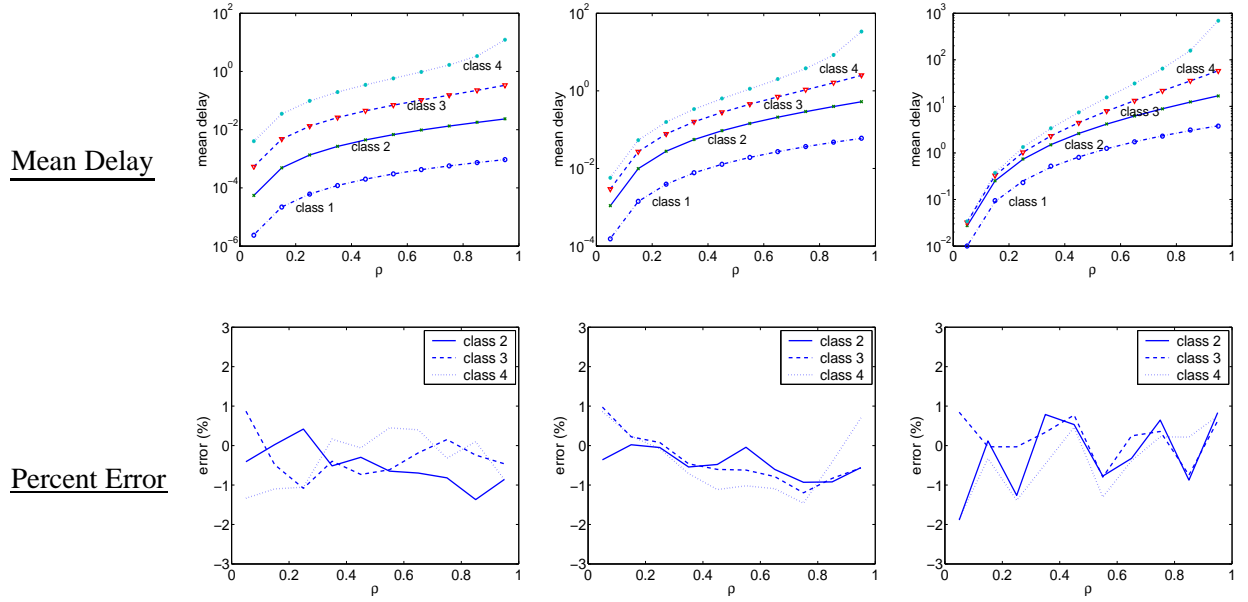 Mean Delay
mean delay
10^2
10^0
10^-2
10^-4
10^-6
class 4
class 3
class 2
class 1
0 0.2 0.4 0.6 0.8 1
ρ
mean delay
10^2
10^0
10^-2
10^-4
class 4
class 3
class 2
class 1
0 0.2 0.4 0.6 0.8 1
ρ
mean delay
10^3
10^2
10^1
10^0
10^-1
10^-2
class 4
class 3
class 2
class 1
0 0.2 0.4 0.6 0.8 1
ρ
Percent Error
error (%)
3
2
1
0
−1
−2
−3
class 2
class 3
class 4
0 0.2 0.4 0.6 0.8 1
ρ
error (%)
3
2
1
0
−1
−2
−3
class 2
class 3
class 4
0 0.2 0.4 0.6 0.8 1
ρ
error (%)
3
2
1
0
−1
−2
−3
class 2
class 3
class 4
0 0.2 0.4 0.6 0.8 1
ρ